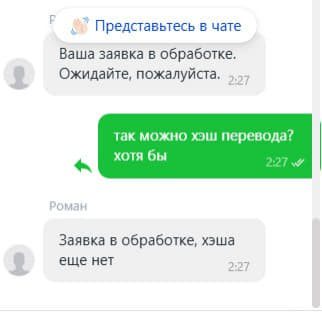 👋🏻 Представьтесь в чате
Ваша заявка в обработке.
Ожидайте, пожалуйста.
2:27
так можно хэш перевода?
хотя бы
2:27
Роман
Заявка в обработке, хэша
еще нет
2:27